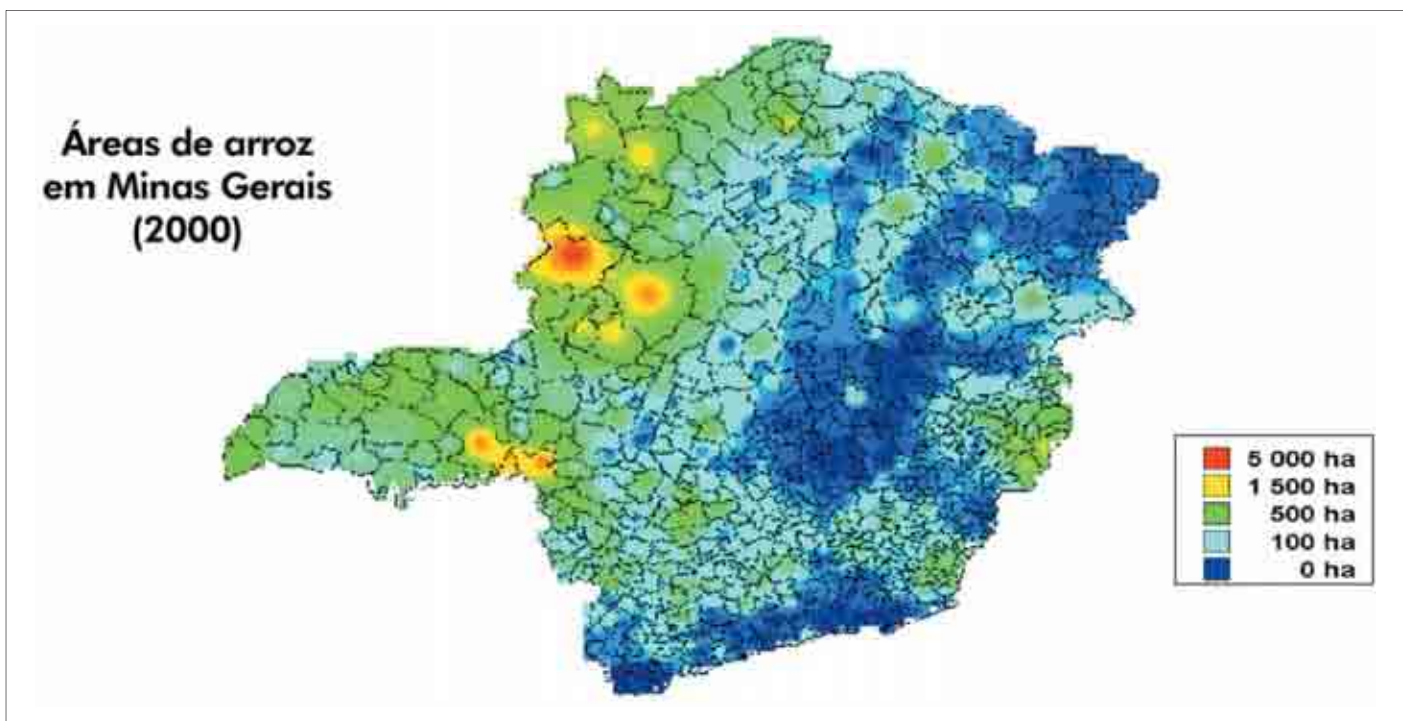 Áreas de arroz
em Minas Gerais
(2000)
5 000 ha
1 500 ha
500 ha
100 ha
0 ha